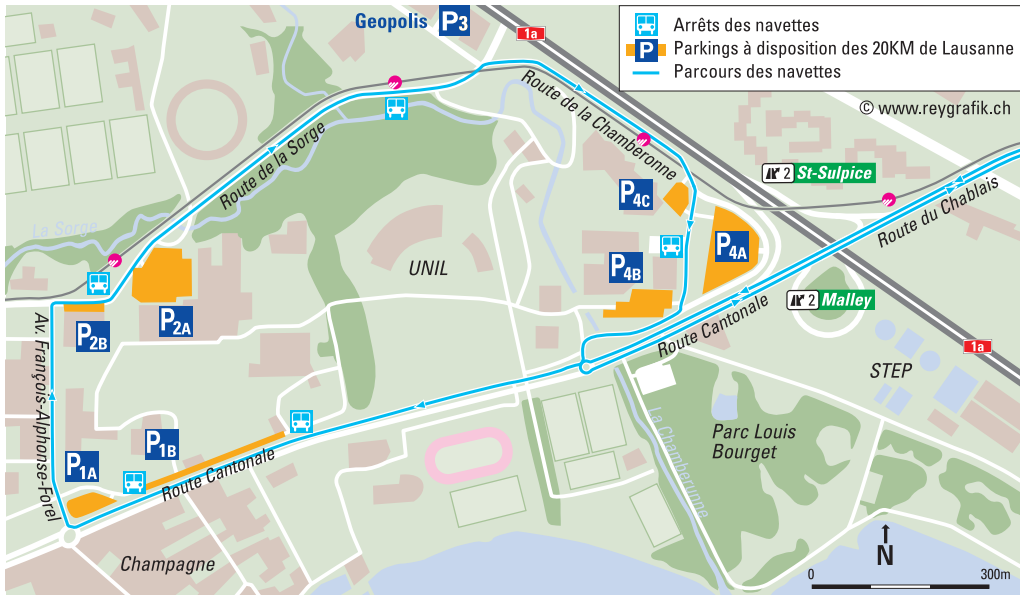 Geopolis P3
1a
Arrêts des navettes
P Parkings à disposition des 20KM de Lausanne
Parcours des navettes
© www.reygrafik.ch
Route de la Chamberonne
Route de la Sorge
2 St-Sulpice
P4C
Route du Chablais
La Sorge
UNIL
P4A
P4B
2 Malley
P2A
P2B
Route Cantonale
1a
Av. François-Alphonse-Forel
STEP
La Chamberonne
Parc Louis
Bourget
P1B
P1A
Route Cantonale
Champagne
N
0 300m